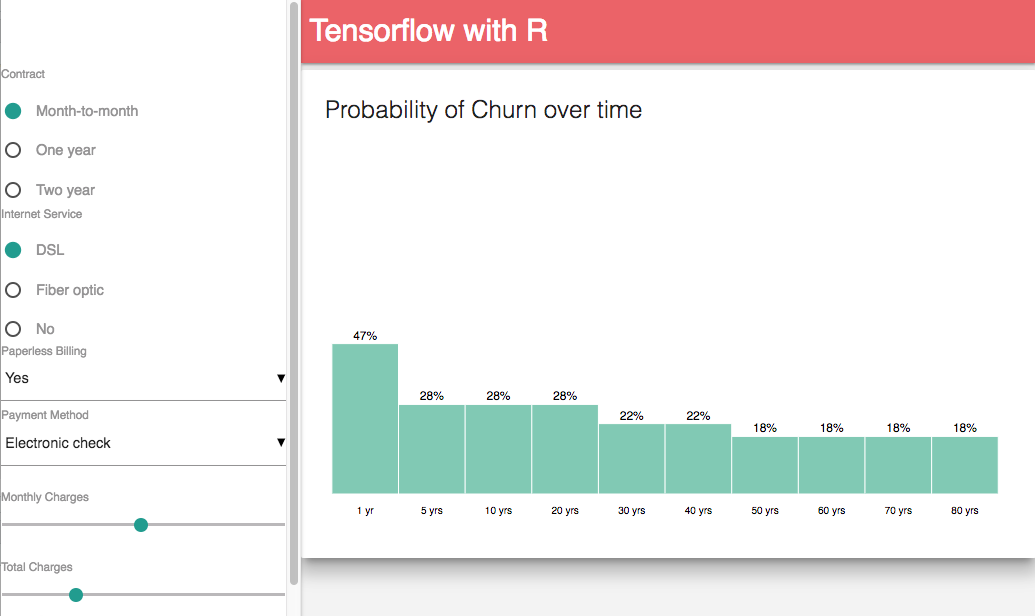 Tensorflow with R
Contract
Month-to-month
One year
Two year
Internet Service
DSL
Fiber optic
No
Paperless Billing
Yes
Payment Method
Electronic check
Monthly Charges
Total Charges
Probability of Churn over time
47%
28% 28% 28%
22% 22%
18% 18% 18% 18%
1 yr 5 yrs 10 yrs 20 yrs 30 yrs 40 yrs 50 yrs 60 yrs 70 yrs 80 yrs